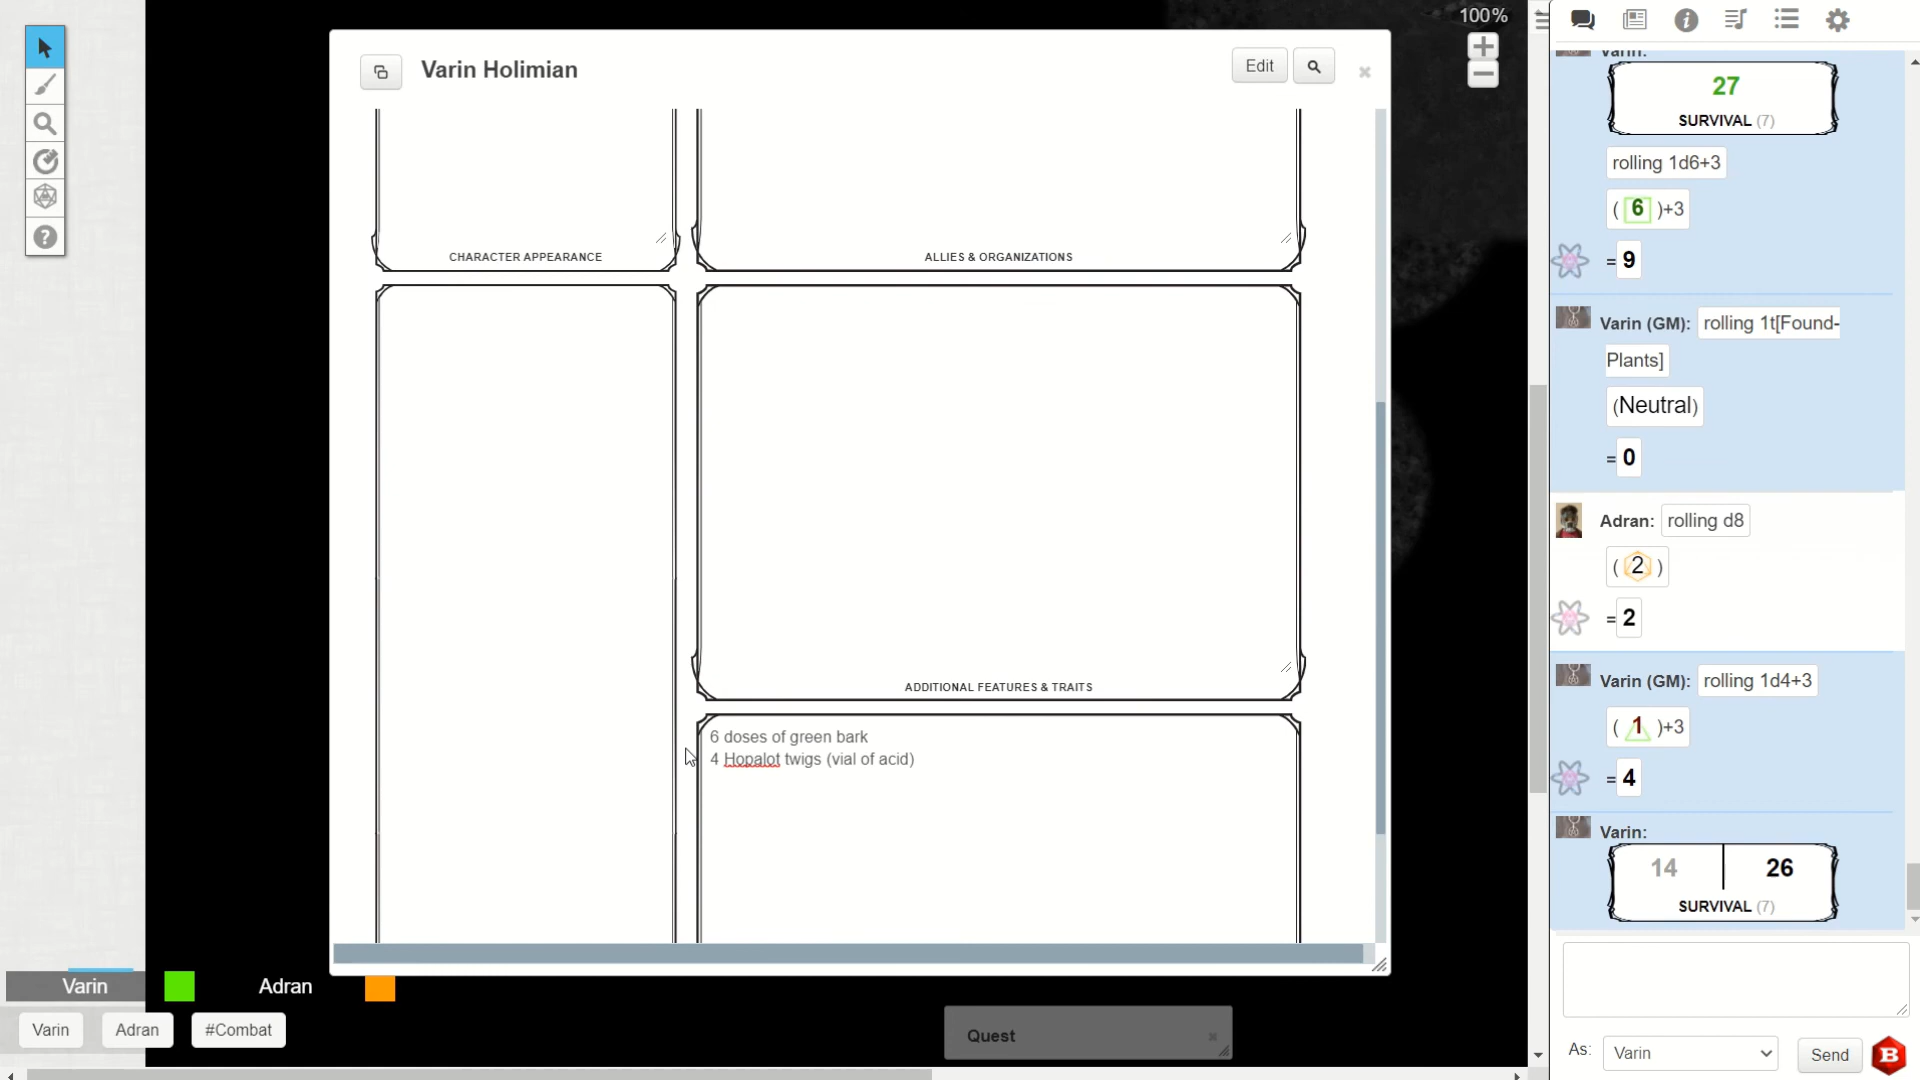 100%
Varin Holimian
Edit
CHARACTER APPEARANCE
ALLIES & ORGANIZATIONS
ADDITIONAL FEATURES & TRAITS
6 doses of green bark
4 Hopalot twigs (vial of acid)
Varin
Adran
Varin
Adran
#Combat
Quest
Varin:
27
SURVIVAL (7)
rolling 1d6+3
( 6 )+3
=9
Varin (GM): rolling 1t[Found-
Plants]
(Neutral)
=0
Adran: rolling d8
( 2 )
=2
Varin (GM): rolling 1d4+3
( 1 )+3
=4
Varin:
14 26
SURVIVAL (7)
As: Varin
Send
B